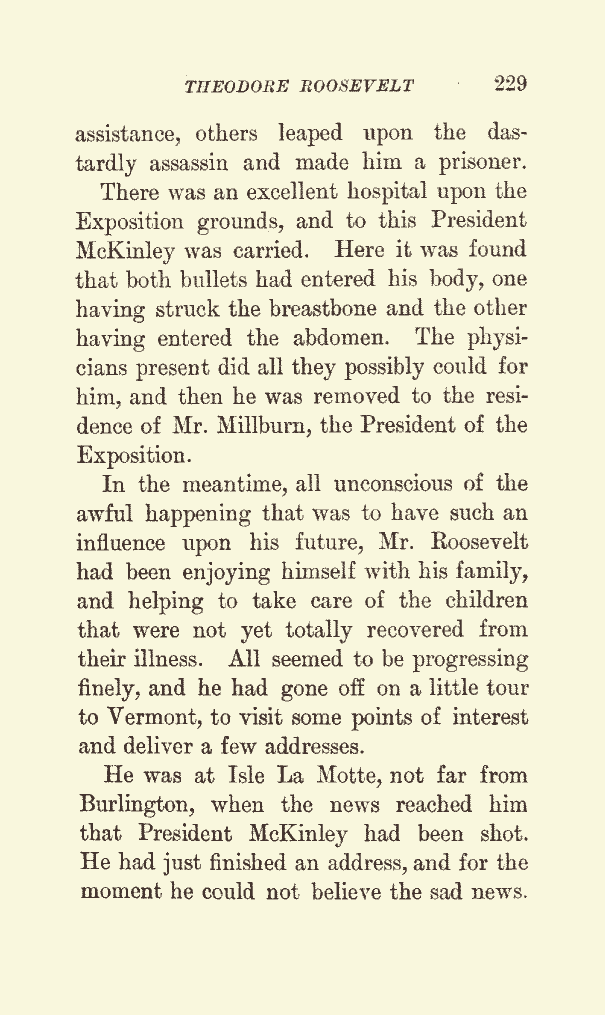 THEODORE ROOSEVELT 229
assistance, others leaped upon the das-
tardly assassin and made him a prisoner.
There was an excellent hospital upon the
Exposition grounds, and to this President
McKinley was carried. Here it was found
that both bullets had entered his body, one
having struck the breastbone and the other
having entered the abdomen. The physi-
cians present did all they possibly could for
him, and then he was removed to the resi-
dence of Mr. Millburn, the President of the
Exposition.
In the meantime, all unconscious of the
awful happening that was to have such an
influence upon his future, Mr. Roosevelt
had been enjoying himself with his family,
and helping to take care of the children
that were not yet totally recovered from
their illness. All seemed to be progressing
finely, and he had gone off on a little tour
to Vermont, to visit some points of interest
and deliver a few addresses.
He was at Isle La Motte, not far from
Burlington, when the news reached him
that President McKinley had been shot.
He had just finished an address, and for the
moment he could not believe the sad news.